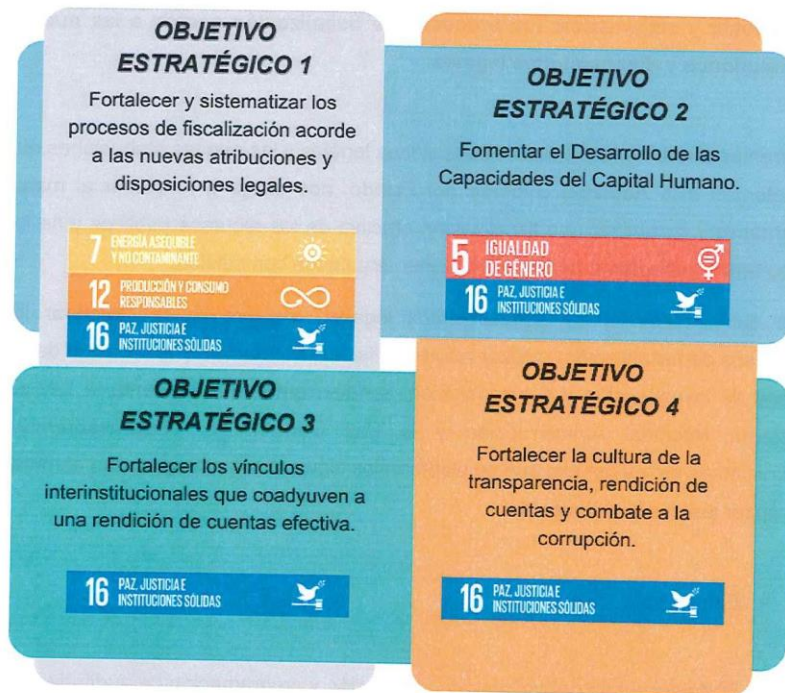 OBJETIVO
ESTRATÉGICO 1
Fortalecer y sistematizar los
procesos de fiscalización acorde
a las nuevas atribuciones y
disposiciones legales.
7 ENERGÍA ASEQUIBLE
Y NO CONTAMINANTE
12 PRODUCCIÓN Y CONSUMO
RESPONSABLES
16 PAZ, JUSTICIA E
INSTITUCIONES SÓLIDAS
OBJETIVO
ESTRATÉGICO 2
Fomentar el Desarrollo de las
Capacidades del Capital Humano.
5 IGUALDAD
DE GÉNERO
16 PAZ, JUSTICIA E
INSTITUCIONES SÓLIDAS
OBJETIVO
ESTRATÉGICO 3
Fortalecer los vínculos
interinstitucionales que coadyuven a
una rendición de cuentas efectiva.
16 PAZ, JUSTICIA E
INSTITUCIONES SÓLIDAS
OBJETIVO
ESTRATÉGICO 4
Fortalecer la cultura de la
transparencia, rendición de
cuentas y combate a la
corrupción.
16 PAZ, JUSTICIA E
INSTITUCIONES SÓLIDAS